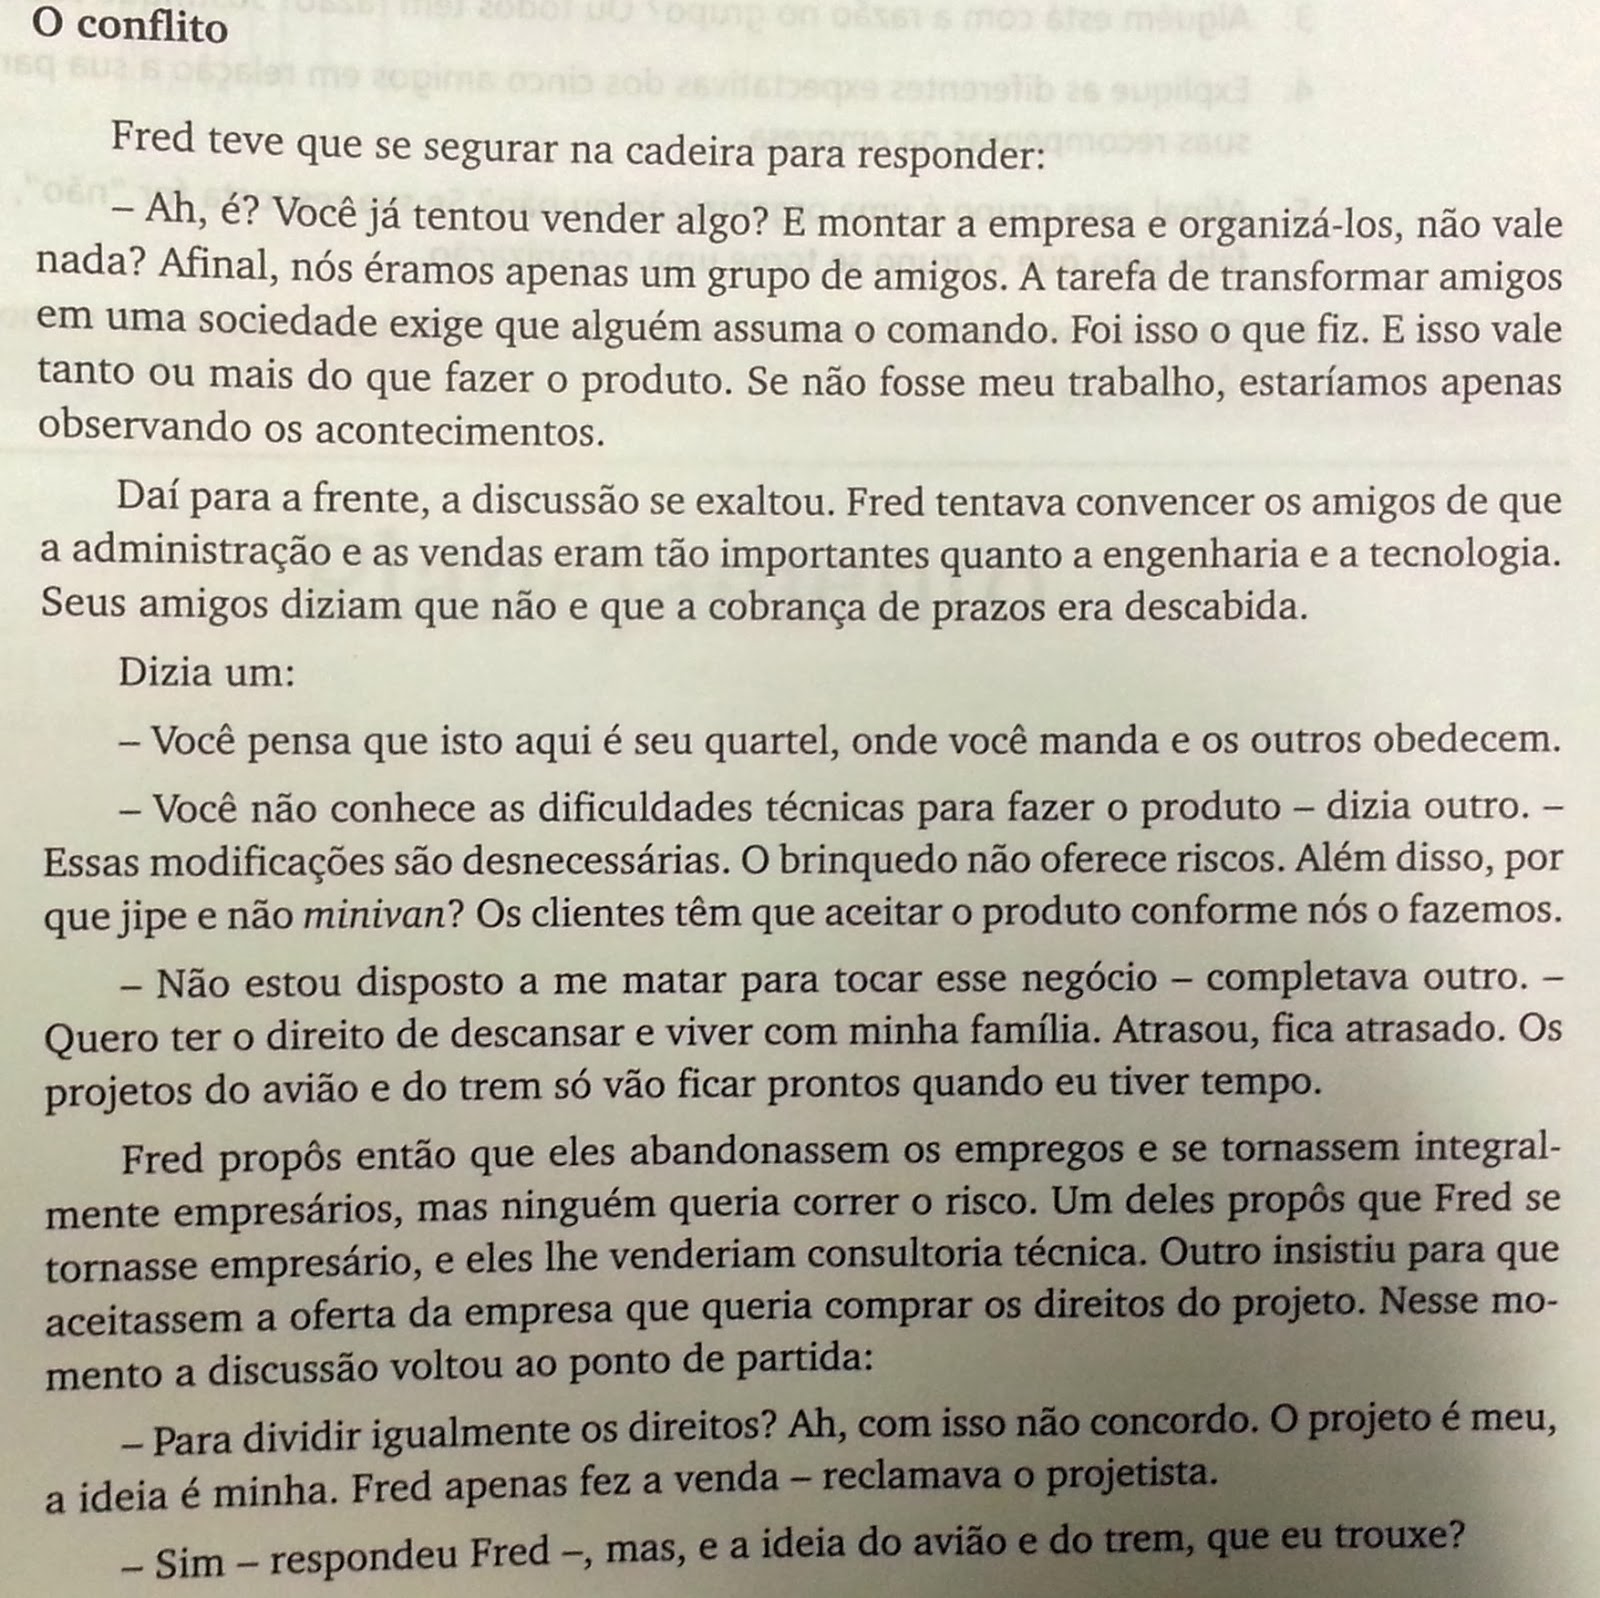 O conflito
Fred teve que se segurar na cadeira para responder:
– Ah, é? Você já tentou vender algo? E montar a empresa e organizá-los, não vale
nada? Afinal, nós éramos apenas um grupo de amigos. A tarefa de transformar amigos
em uma sociedade exige que alguém assuma o comando. Foi isso o que fiz. E isso vale
tanto ou mais do que fazer o produto. Se não fosse meu trabalho, estaríamos apenas
observando os acontecimentos.
Daí para a frente, a discussão se exaltou. Fred tentava convencer os amigos de que
a administração e as vendas eram tão importantes quanto a engenharia e a tecnologia.
Seus amigos diziam que não e que a cobrança de prazos era descabida.
Dizia um:
– Você pensa que isto aqui é seu quartel, onde você manda e os outros obedecem.
– Você não conhece as dificuldades técnicas para fazer o produto – dizia outro. –
Essas modificações são desnecessárias. O brinquedo não oferece riscos. Além disso, por
que jipe e não minivan? Os clientes têm que aceitar o produto conforme nós o fazemos.
– Não estou disposto a me matar para tocar esse negócio – completava outro. –
Quero ter o direito de descansar e viver com minha família. Atrasou, fica atrasado. Os
projetos do avião e do trem só vão ficar prontos quando eu tiver tempo.
Fred propôs então que eles abandonassem os empregos e se tornassem integral-
mente empresários, mas ninguém queria correr o risco. Um deles propôs que Fred se
tornasse empresário, e eles lhe venderiam consultoria técnica. Outro insistiu para que
aceitassem a oferta da empresa que queria comprar os direitos do projeto. Nesse mo-
mento a discussão voltou ao ponto de partida:
– Para dividir igualmente os direitos? Ah, com isso não concordo. O projeto é meu,
a ideia é minha. Fred apenas fez a venda – reclamava o projetista.
– Sim – respondeu Fred –, mas, e a ideia do avião e do trem, que eu trouxe?